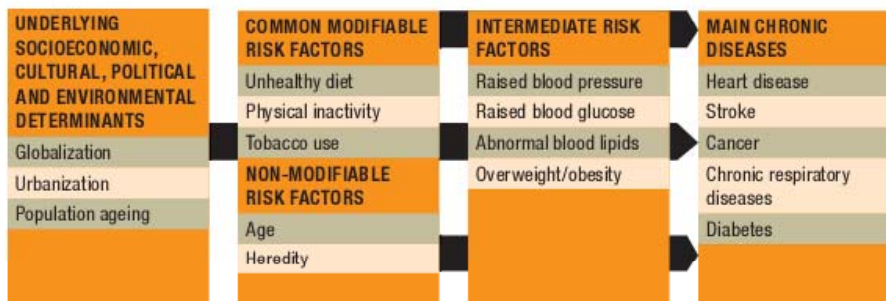 UNDERLYING
SOCIOECONOMIC,
CULTURAL, POLITICAL
AND ENVIRONMENTAL
DETERMINANTS
Globalization
Urbanization
Population ageing
COMMON MODIFIABLE
RISK FACTORS
Unhealthy diet
Physical inactivity
Tobacco use
NON-MODIFIABLE
RISK FACTORS
Age
Heredity
INTERMEDIATE RISK
FACTORS
Raised blood pressure
Raised blood glucose
Abnormal blood lipids
Overweight/obesity
MAIN CHRONIC
DISEASES
Heart disease
Stroke
Cancer
Chronic respiratory
diseases
Diabetes